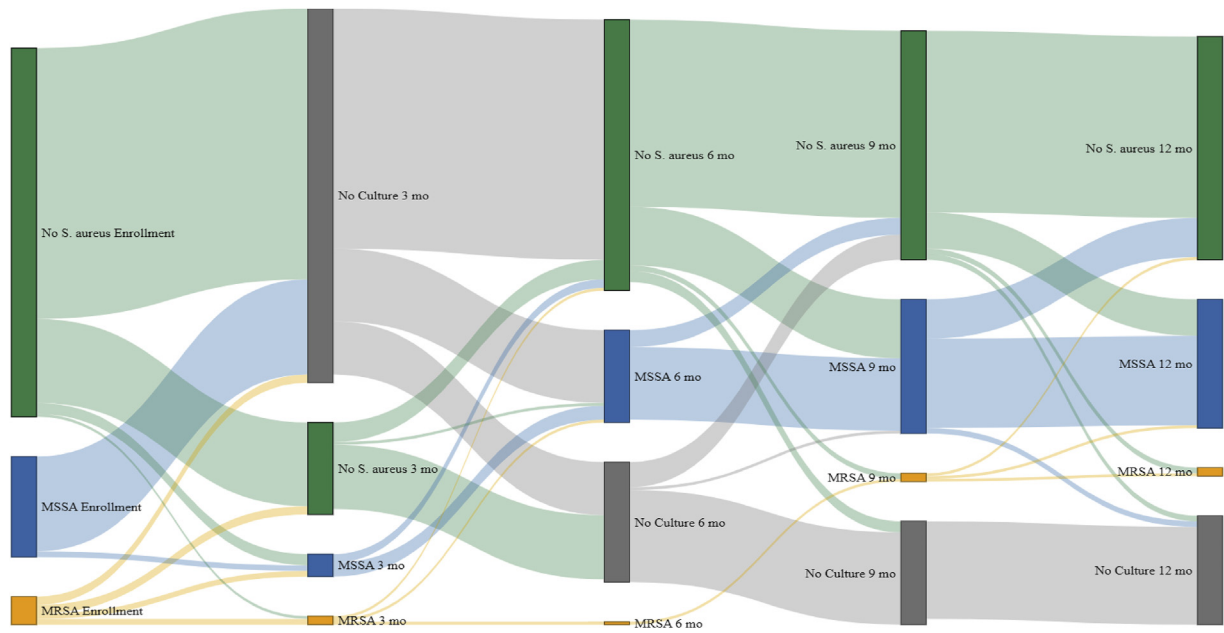 No S. aureus Enrollment
MSSA Enrollment
MRSA Enrollment
No Culture 3 mo
No S. aureus 3 mo
MSSA 3 mo
MRSA 3 mo
No S. aureus 6 mo
MSSA 6 mo
No Culture 6 mo
MRSA 6 mo
No S. aureus 9 mo
MSSA 9 mo
MRSA 9 mo
No Culture 9 mo
No S. aureus 12 mo
MSSA 12 mo
MRSA 12 mo
No Culture 12 mo